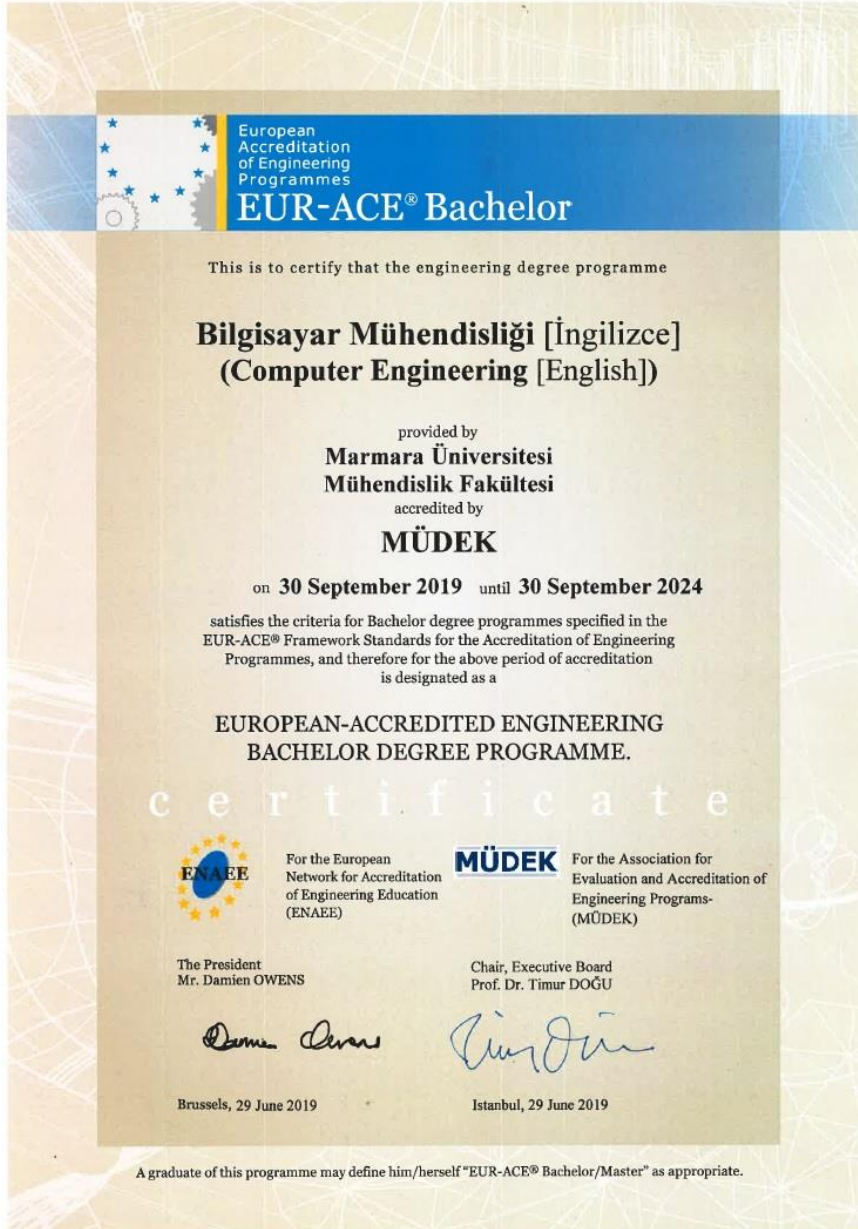 European
Accreditation
of Engineering
Programmes
EUR-ACE® Bachelor
This is to certify that the engineering degree programme
Bilgisayar Mühendisliği [İngilizce]
(Computer Engineering [English])
provided by
Marmara Üniversitesi
Mühendislik Fakültesi
accredited by
MÜDEK
on 30 September 2019 until 30 September 2024
satisfies the criteria for Bachelor degree programmes specified in the
EUR-ACE® Framework Standards for the Accreditation of Engineering
Programmes, and therefore for the above period of accreditation
is designated as a
EUROPEAN-ACCREDITED ENGINEERING
BACHELOR DEGREE PROGRAMME.
certificate
ENAEE
For the European
Network for Accreditation
of Engineering Education
(ENAEE)
MÜDEK
For the Association for
Evaluation and Accreditation of
Engineering Programs-
(MÜDEK)
The President
Mr. Damien OWENS
Chair, Executive Board
Prof. Dr. Timur DOĞU
Damien Owens
Brussels, 29 June 2019
Istanbul, 29 June 2019
A graduate of this programme may define him/herself “EUR-ACE® Bachelor/Master” as appropriate.